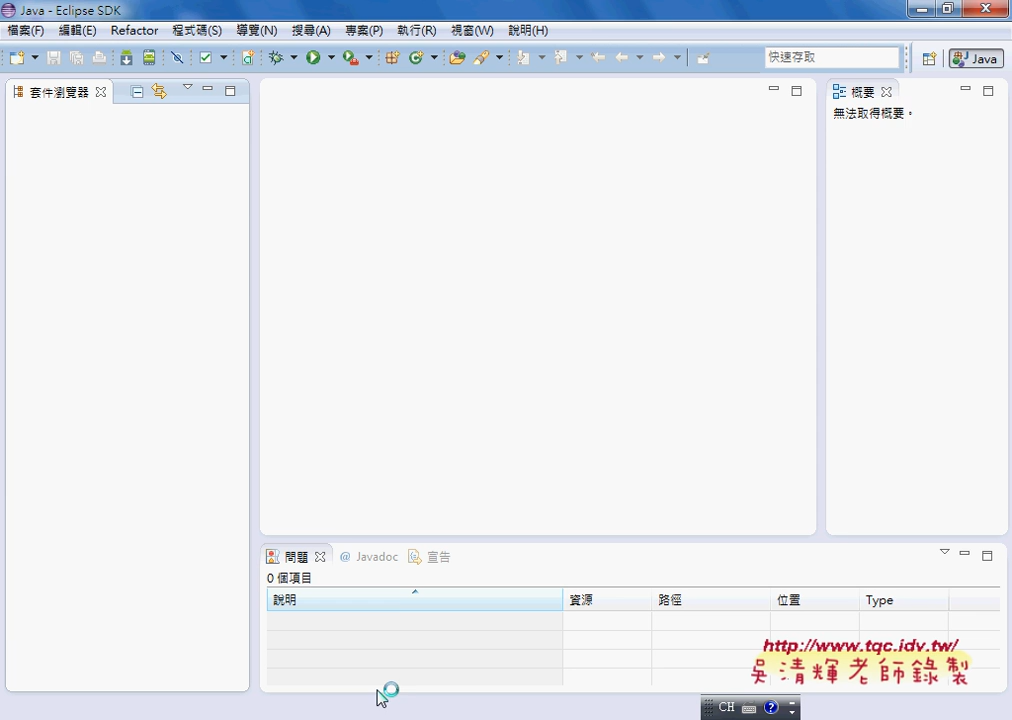 Java - Eclipse SDK
檔案(F) 編輯(E) Refactor 程式碼(S) 導覽(N) 搜尋(A) 專案(P) 執行(R) 視窗(W) 說明(H)
快速存取
Java
套件瀏覽器
概要
無法取得概要。
問題 @ Javadoc 宣告
0 個項目
說明 資源 路徑 位置 Type
http://www.tqc.idv.tw/
吳清輝老師錄製
CH